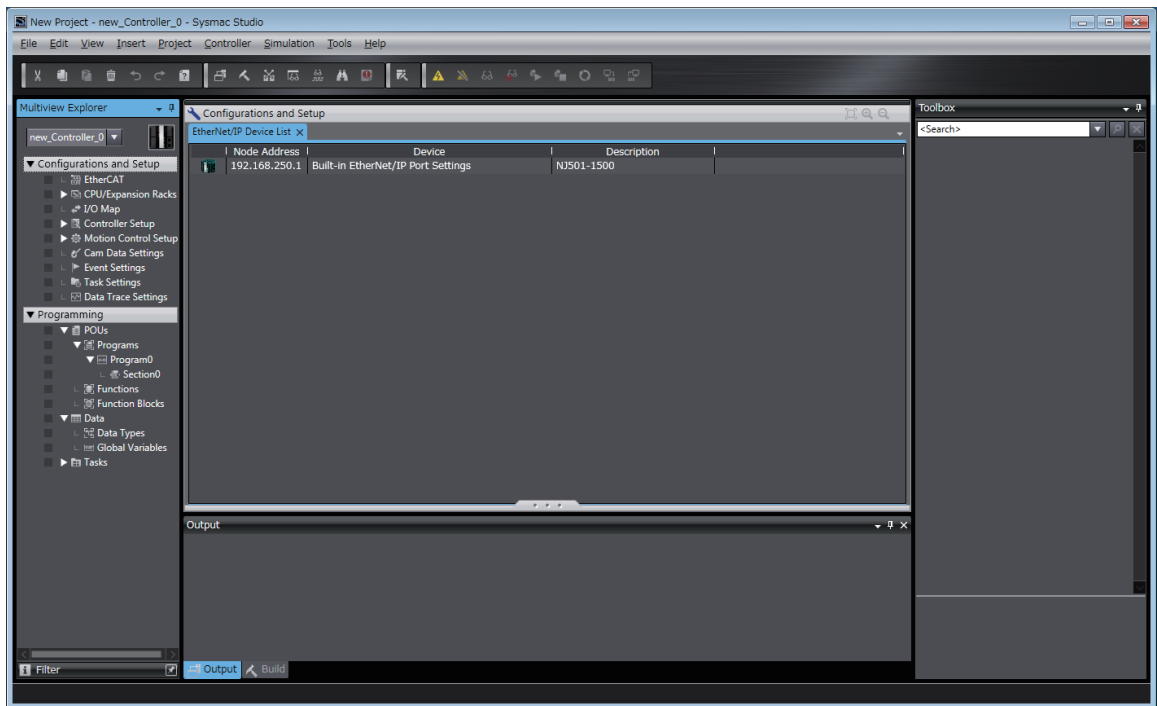 New Project - new_Controller_0 - Sysmac Studio
File Edit View Insert Project Controller Simulation Tools Help
Multiview Explorer
new_Controller_0
Configurations and Setup
EtherCAT
CPU/Expansion Racks
I/O Map
Controller Setup
Motion Control Setup
Cam Data Settings
Event Settings
Task Settings
Data Trace Settings
Programming
POUs
Programs
Program0
Section0
Functions
Function Blocks
Data
Data Types
Global Variables
Tasks
Filter
Configurations and Setup
EtherNet/IP Device List
Node Address Device Description
192.168.250.1 Built-in EtherNet/IP Port Settings NJ501-1500
Output
Output Build
Toolbox
<Search>